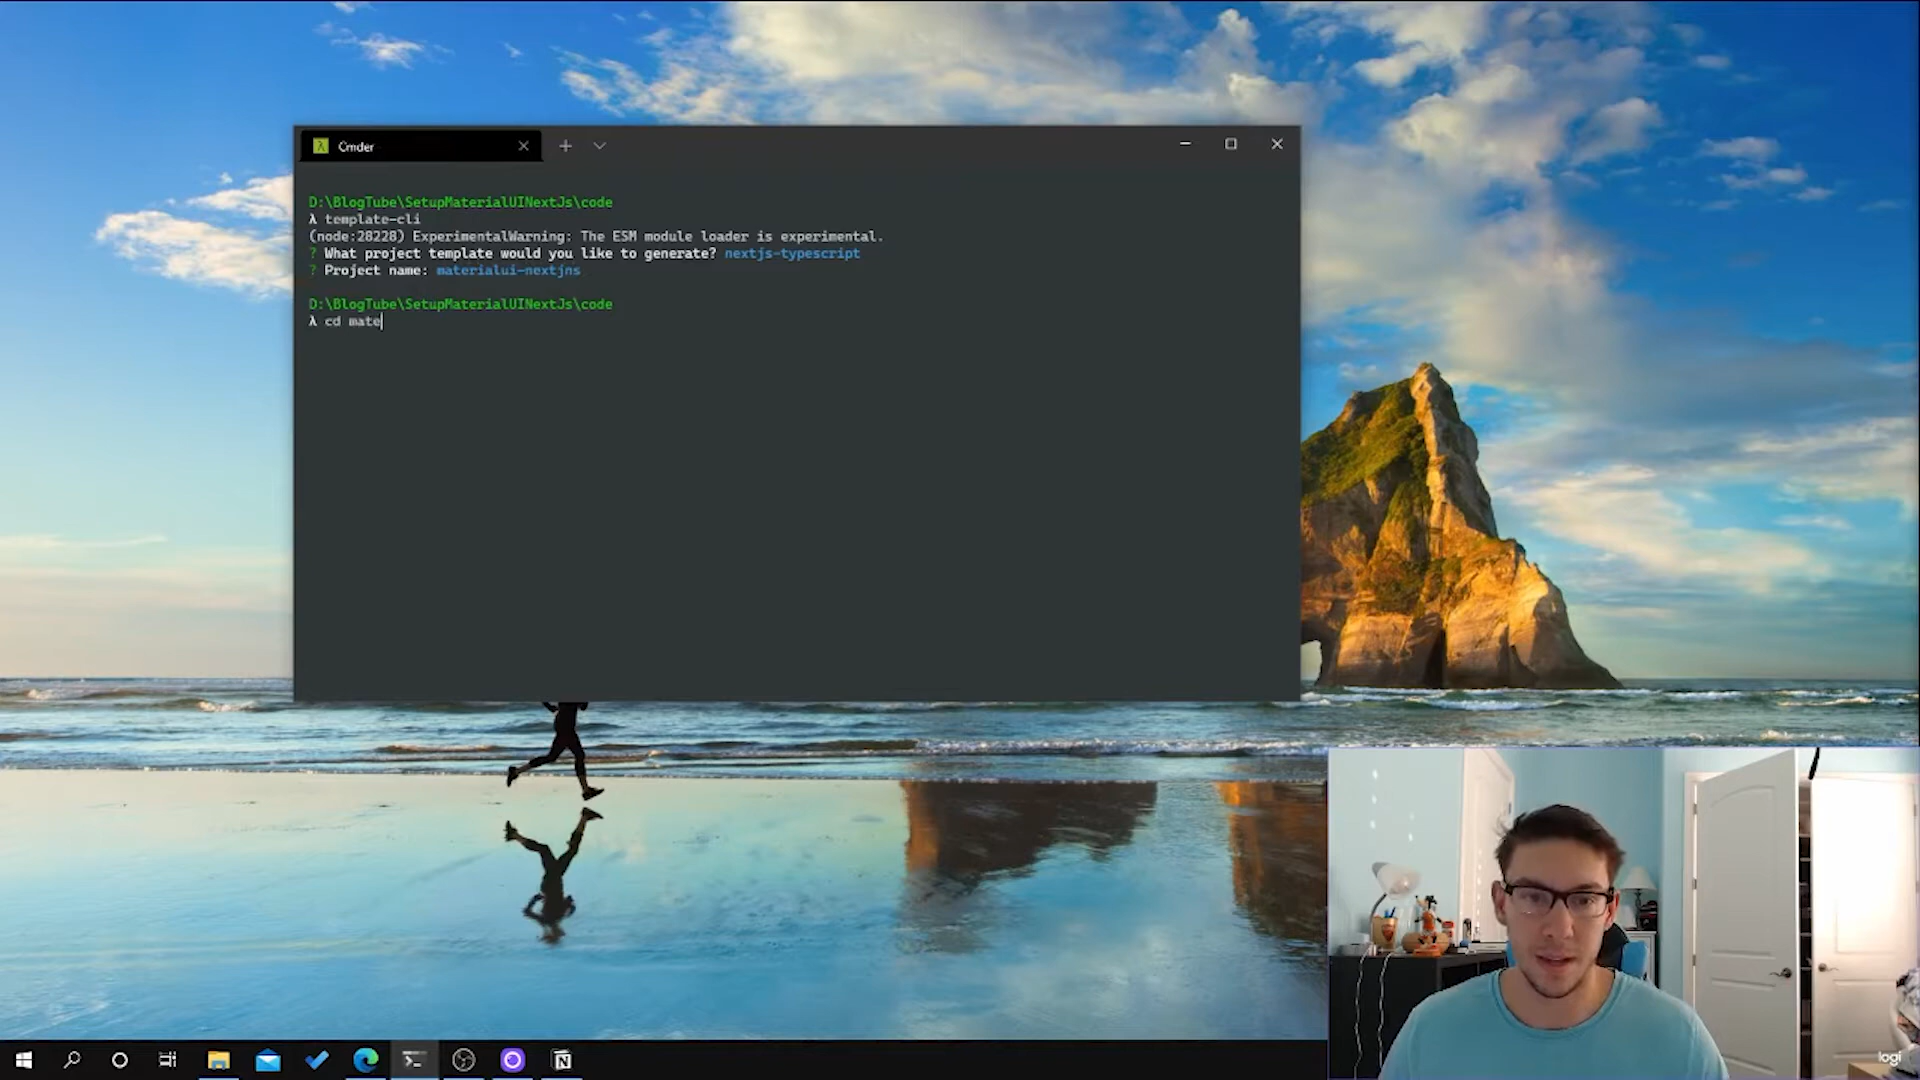 Cmder
D:\BlogTube\SetupMaterialUINextJs\code
λ template-cli
(node:28228) ExperimentalWarning: The ESM module loader is experimental.
? What project template would you like to generate? nextjs-typescript
? Project name: materialui-nextjns
D:\BlogTube\SetupMaterialUINextJs\code
λ cd mate
logi